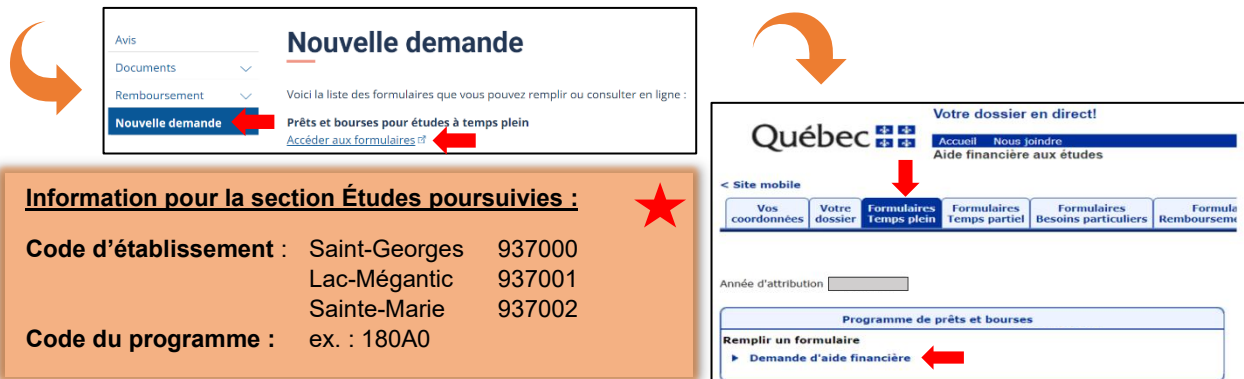 Avis
Documents
Remboursement
Nouvelle demande
Nouvelle demande
Voici la liste des formulaires que vous pouvez remplir ou consulter en ligne :
Prêts et bourses pour études à temps plein
Accéder aux formulaires
Information pour la section Études poursuivies :
Code d'établissement : Saint-Georges 937000
Lac-Mégantic 937001
Sainte-Marie 937002
Code du programme : ex. : 180A0
Votre dossier en direct!
Québec
Accueil Nous joindre
Aide financière aux études
< Site mobile
Vos coordonnées
Votre dossier
Formulaires Temps plein
Formulaires Temps partiel
Formulaires Besoins particuliers
Formula
Rembourseme
Année d'attribution
Programme de prêts et bourses
Remplir un formulaire
Demande d'aide financière